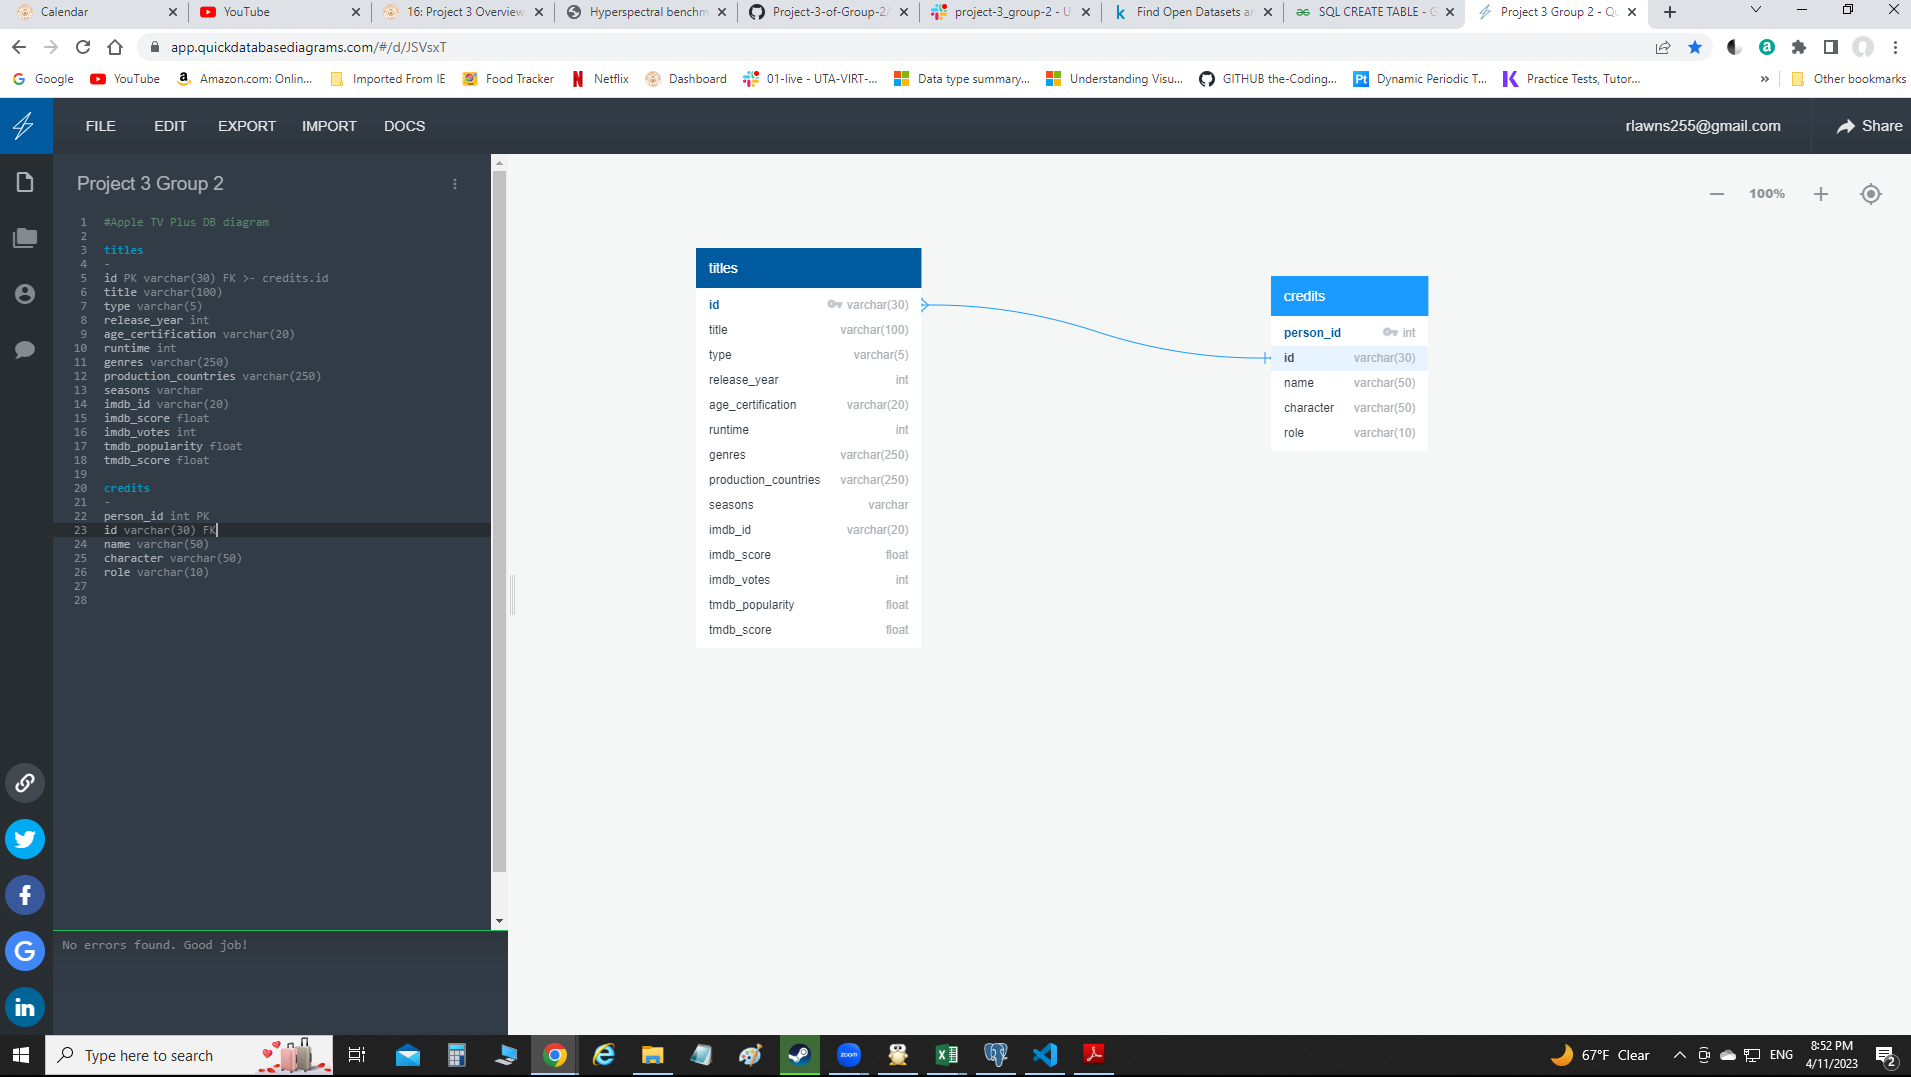 Calendar
YouTube
16: Project 3 Overview
Hyperspectral benchm
Project-3-of-Group-2/
project-3_group-2 - U
Find Open Datasets a
SQL CREATE TABLE - G
Project 3 Group 2 - Qu
app.quickdatabasediagrams.com/#/d/JSVsxT
Google
YouTube
Amazon.com: Onlin...
Imported From IE
Food Tracker
Netflix
Dashboard
01-live - UTA-VIRT-...
Data type summary...
Understanding Visu...
GITHUB the-Coding...
Dynamic Periodic T...
Practice Tests, Tutor...
»
Other bookmarks
FILE
EDIT
EXPORT
IMPORT
DOCS
rlawns255@gmail.com
Share
Project 3 Group 2
1 #Apple TV Plus DB diagram
2
3 titles
4 -
5 id PK varchar(30) FK >- credits.id
6 title varchar(100)
7 type varchar(5)
8 release_year int
9 age_certification varchar(20)
10 runtime int
11 genres varchar(250)
12 production_countries varchar(250)
13 seasons varchar
14 imdb_id varchar(20)
15 imdb_score float
16 imdb_votes int
17 tmdb_popularity float
18 tmdb_score float
19
20 credits
21 -
22 person_id int PK
23 id varchar(30) FK
24 name varchar(50)
25 character varchar(50)
26 role varchar(10)
27
28
No errors found. Good job!
100%
titles
id varchar(30)
title varchar(100)
type varchar(5)
release_year int
age_certification varchar(20)
runtime int
genres varchar(250)
production_countries varchar(250)
seasons varchar
imdb_id varchar(20)
imdb_score float
imdb_votes int
tmdb_popularity float
tmdb_score float
credits
person_id int
id varchar(30)
name varchar(50)
character varchar(50)
role varchar(10)
Type here to search
zoom
67°F Clear
ENG
8:52 PM
4/11/2023
2